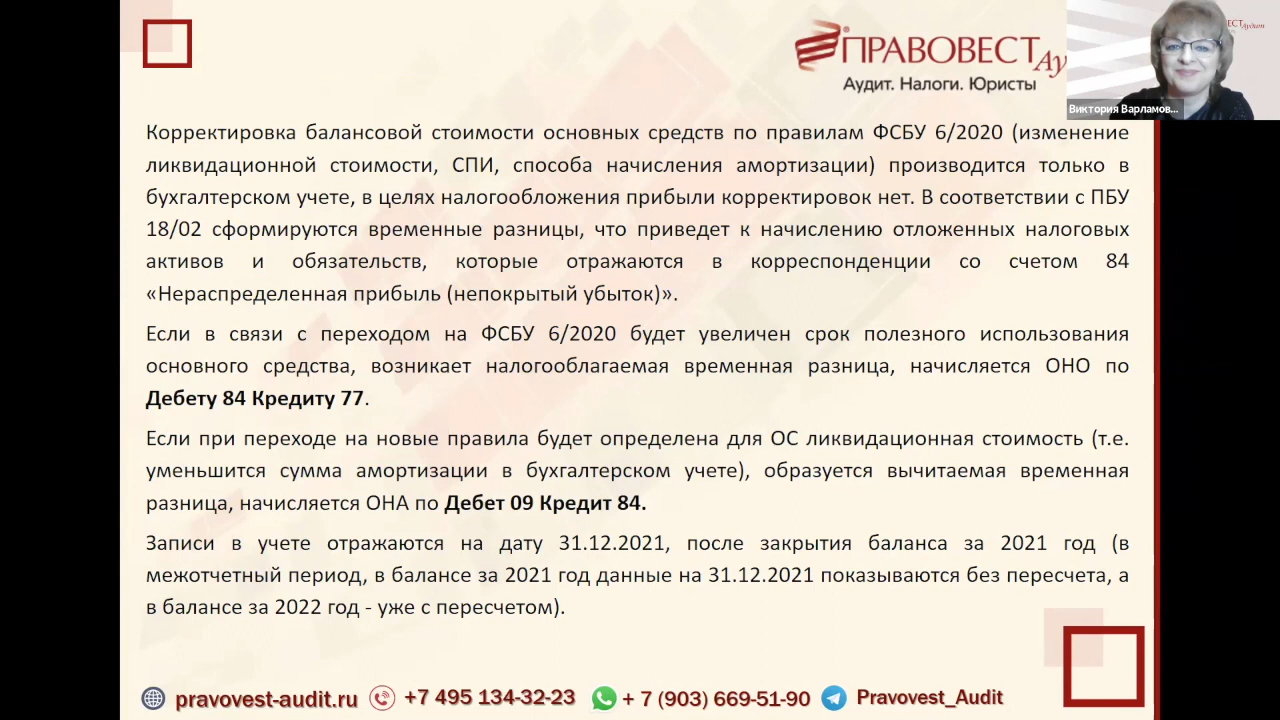 ПРАВОВЕСТ Ау
Аудит. Налоги. Юристы
ЕСТ Аудит
Виктория Варламов...
Корректировка балансовой стоимости основных средств по правилам ФСБУ 6/2020 (изменение
ликвидационной стоимости, СПИ, способа начисления амортизации) производится только в
бухгалтерском учете, в целях налогообложения прибыли корректировок нет. В соответствии с ПБУ
18/02 сформируются временные разницы, что приведет к начислению отложенных налоговых
активов и обязательств, которые отражаются в корреспонденции со счетом 84
«Нераспределенная прибыль (непокрытый убыток)».
Если в связи с переходом на ФСБУ 6/2020 будет увеличен срок полезного использования
основного средства, возникает налогооблагаемая временная разница, начисляется ОНО по
Дебету 84 Кредиту 77.
Если при переходе на новые правила будет определена для ОС ликвидационная стоимость (т.е.
уменьшится сумма амортизации в бухгалтерском учете), образуется вычитаемая временная
разница, начисляется ОНА по Дебет 09 Кредит 84.
Записи в учете отражаются на дату 31.12.2021, после закрытия баланса за 2021 год (в
межотчетный период, в балансе за 2021 год данные на 31.12.2021 показываются без пересчета, а
в балансе за 2022 год - уже с пересчетом).
pravovest-audit.ru +7 495 134-32-23 + 7 (903) 669-51-90 Pravovest_Audit